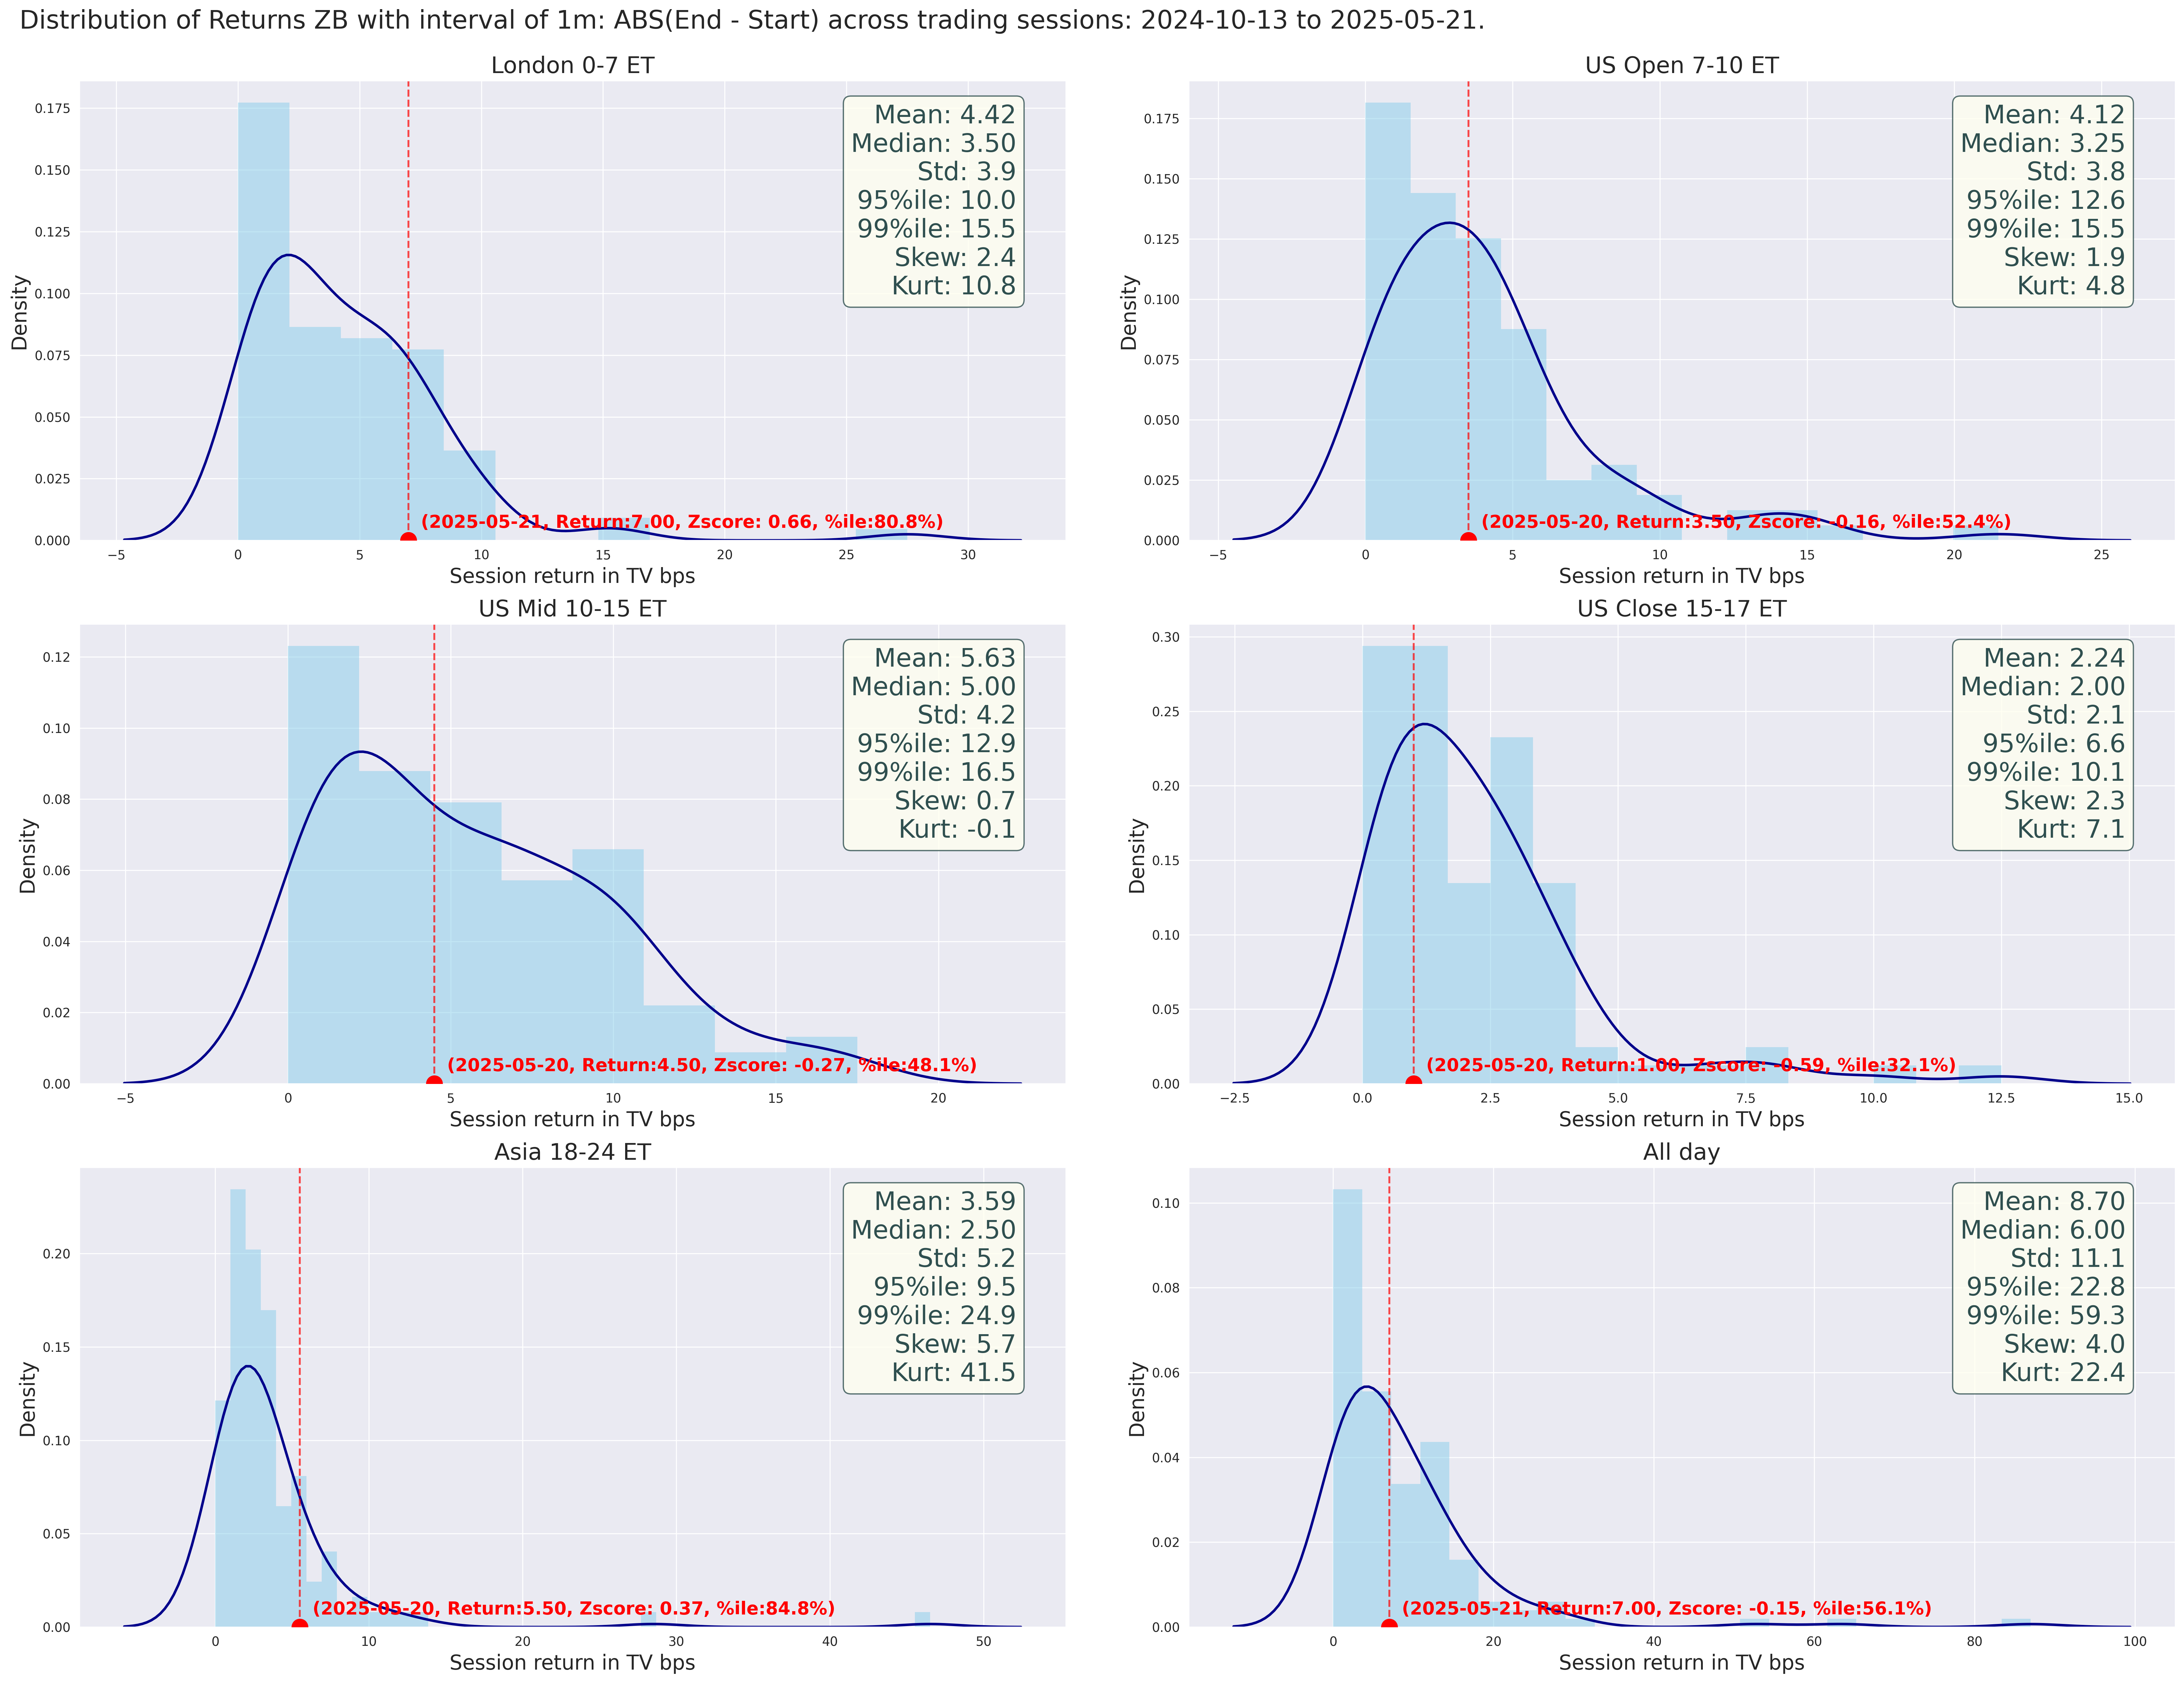 Distribution of Returns ZB with interval of 1m: ABS(End - Start) across trading sessions: 2024-10-13 to 2025-05-21.
London 0-7 ET
Density
0.175
0.150
0.125
0.100
0.075
0.050
0.025
0.000
Mean: 4.42
Median: 3.50
Std: 3.9
95%ile: 10.0
99%ile: 15.5
Skew: 2.4
Kurt: 10.8
(2025-05-21, Return:7.00, Zscore: 0.66, %ile:80.8%)
−5 0 5 10 15 20 25 30
Session return in TV bps
US Open 7-10 ET
Density
0.175
0.150
0.125
0.100
0.075
0.050
0.025
0.000
Mean: 4.12
Median: 3.25
Std: 3.8
95%ile: 12.6
99%ile: 15.5
Skew: 1.9
Kurt: 4.8
(2025-05-20, Return:3.50, Zscore: -0.16, %ile:52.4%)
−5 0 5 10 15 20 25
Session return in TV bps
US Mid 10-15 ET
Density
0.12
0.10
0.08
0.06
0.04
0.02
0.00
Mean: 5.63
Median: 5.00
Std: 4.2
95%ile: 12.9
99%ile: 16.5
Skew: 0.7
Kurt: -0.1
(2025-05-20, Return:4.50, Zscore: -0.27, %ile:48.1%)
−5 0 5 10 15 20
Session return in TV bps
US Close 15-17 ET
Density
0.30
0.25
0.20
0.15
0.10
0.05
0.00
Mean: 2.24
Median: 2.00
Std: 2.1
95%ile: 6.6
99%ile: 10.1
Skew: 2.3
Kurt: 7.1
(2025-05-20, Return:1.00, Zscore: -0.59, %ile:32.1%)
−2.5 0.0 2.5 5.0 7.5 10.0 12.5 15.0
Session return in TV bps
Asia 18-24 ET
Density
0.20
0.15
0.10
0.05
0.00
Mean: 3.59
Median: 2.50
Std: 5.2
95%ile: 9.5
99%ile: 24.9
Skew: 5.7
Kurt: 41.5
(2025-05-20, Return:5.50, Zscore: 0.37, %ile:84.8%)
0 10 20 30 40 50
Session return in TV bps
All day
Density
0.10
0.08
0.06
0.04
0.02
0.00
Mean: 8.70
Median: 6.00
Std: 11.1
95%ile: 22.8
99%ile: 59.3
Skew: 4.0
Kurt: 22.4
(2025-05-21, Return:7.00, Zscore: -0.15, %ile:56.1%)
0 20 40 60 80 100
Session return in TV bps